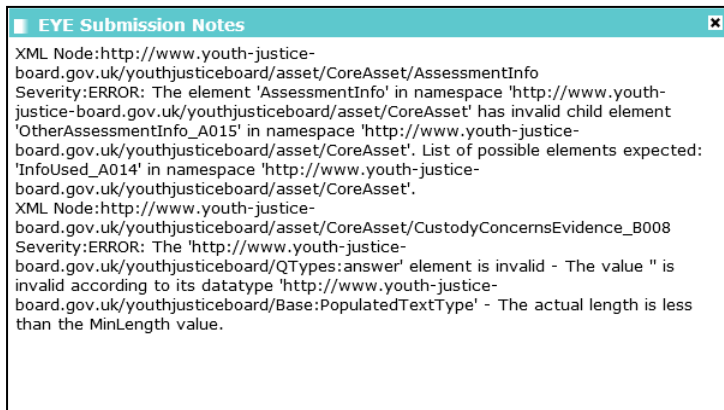 EYE Submission Notes
XML Node:http://www.youth-justice-
board.gov.uk/youthjusticeboard/asset/CoreAsset/AssessmentInfo
Severity:ERROR: The element 'AssessmentInfo' in namespace 'http://www.youth-
justice-board.gov.uk/youthjusticeboard/asset/CoreAsset' has invalid child element
'OtherAssessmentInfo_A015' in namespace 'http://www.youth-justice-
board.gov.uk/youthjusticeboard/asset/CoreAsset'. List of possible elements expected:
'InfoUsed_A014' in namespace 'http://www.youth-justice-
board.gov.uk/youthjusticeboard/asset/CoreAsset'.
XML Node:http://www.youth-justice-
board.gov.uk/youthjusticeboard/asset/CoreAsset/CustodyConcernsEvidence_B008
Severity:ERROR: The 'http://www.youth-justice-
board.gov.uk/youthjusticeboard/QTypes:answer' element is invalid - The value '' is
invalid according to its datatype 'http://www.youth-justice-
board.gov.uk/youthjusticeboard/Base:PopulatedTextType' - The actual length is less
than the MinLength value.